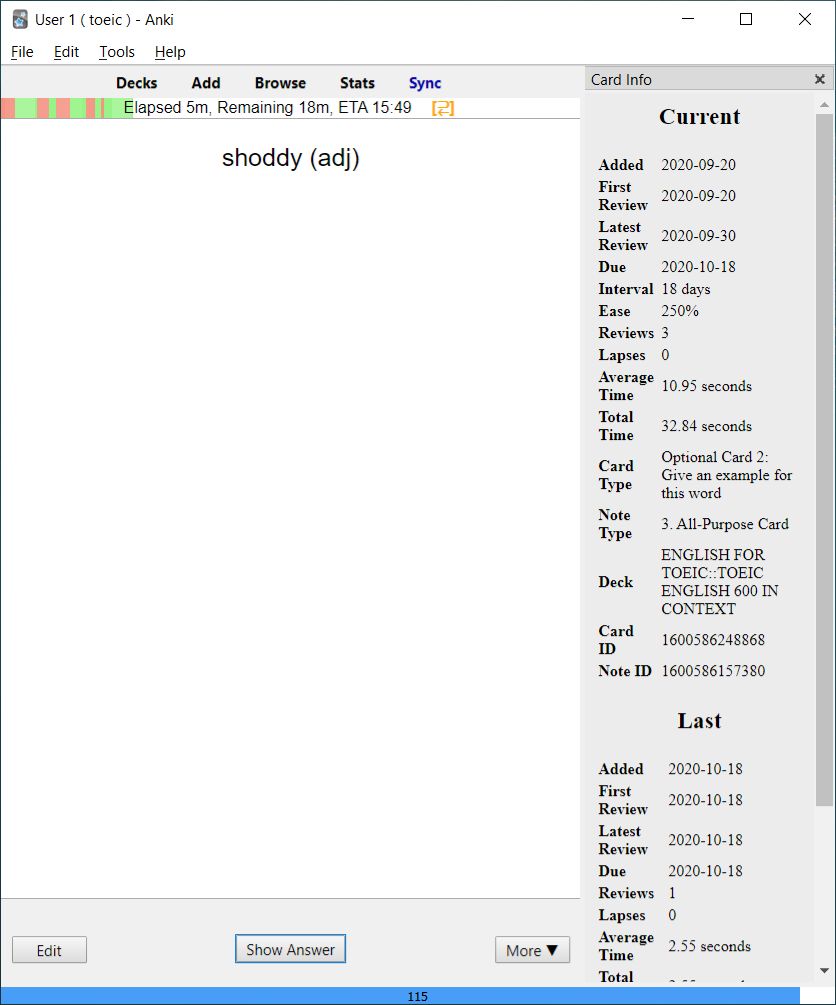 User 1 ( toeic ) - Anki
File Edit Tools Help
Decks Add Browse Stats Sync
Elapsed 5m, Remaining 18m, ETA 15:49
shoddy (adj)
Edit
Show Answer
More ▼
115
Card Info
Current
Added 2020-09-20
First
Review 2020-09-20
Latest
Review 2020-09-30
Due 2020-10-18
Interval 18 days
Ease 250%
Reviews 3
Lapses 0
Average
Time 10.95 seconds
Total
Time 32.84 seconds
Card
Type Optional Card 2:
Give an example for
this word
Note
Type 3. All-Purpose Card
Deck ENGLISH FOR
TOEIC::TOEIC
ENGLISH 600 IN
CONTEXT
Card
ID 1600586248868
Note ID 1600586157380
Last
Added 2020-10-18
First
Review 2020-10-18
Latest
Review 2020-10-18
Due 2020-10-18
Reviews 1
Lapses 0
Average
Time 2.55 seconds
Total